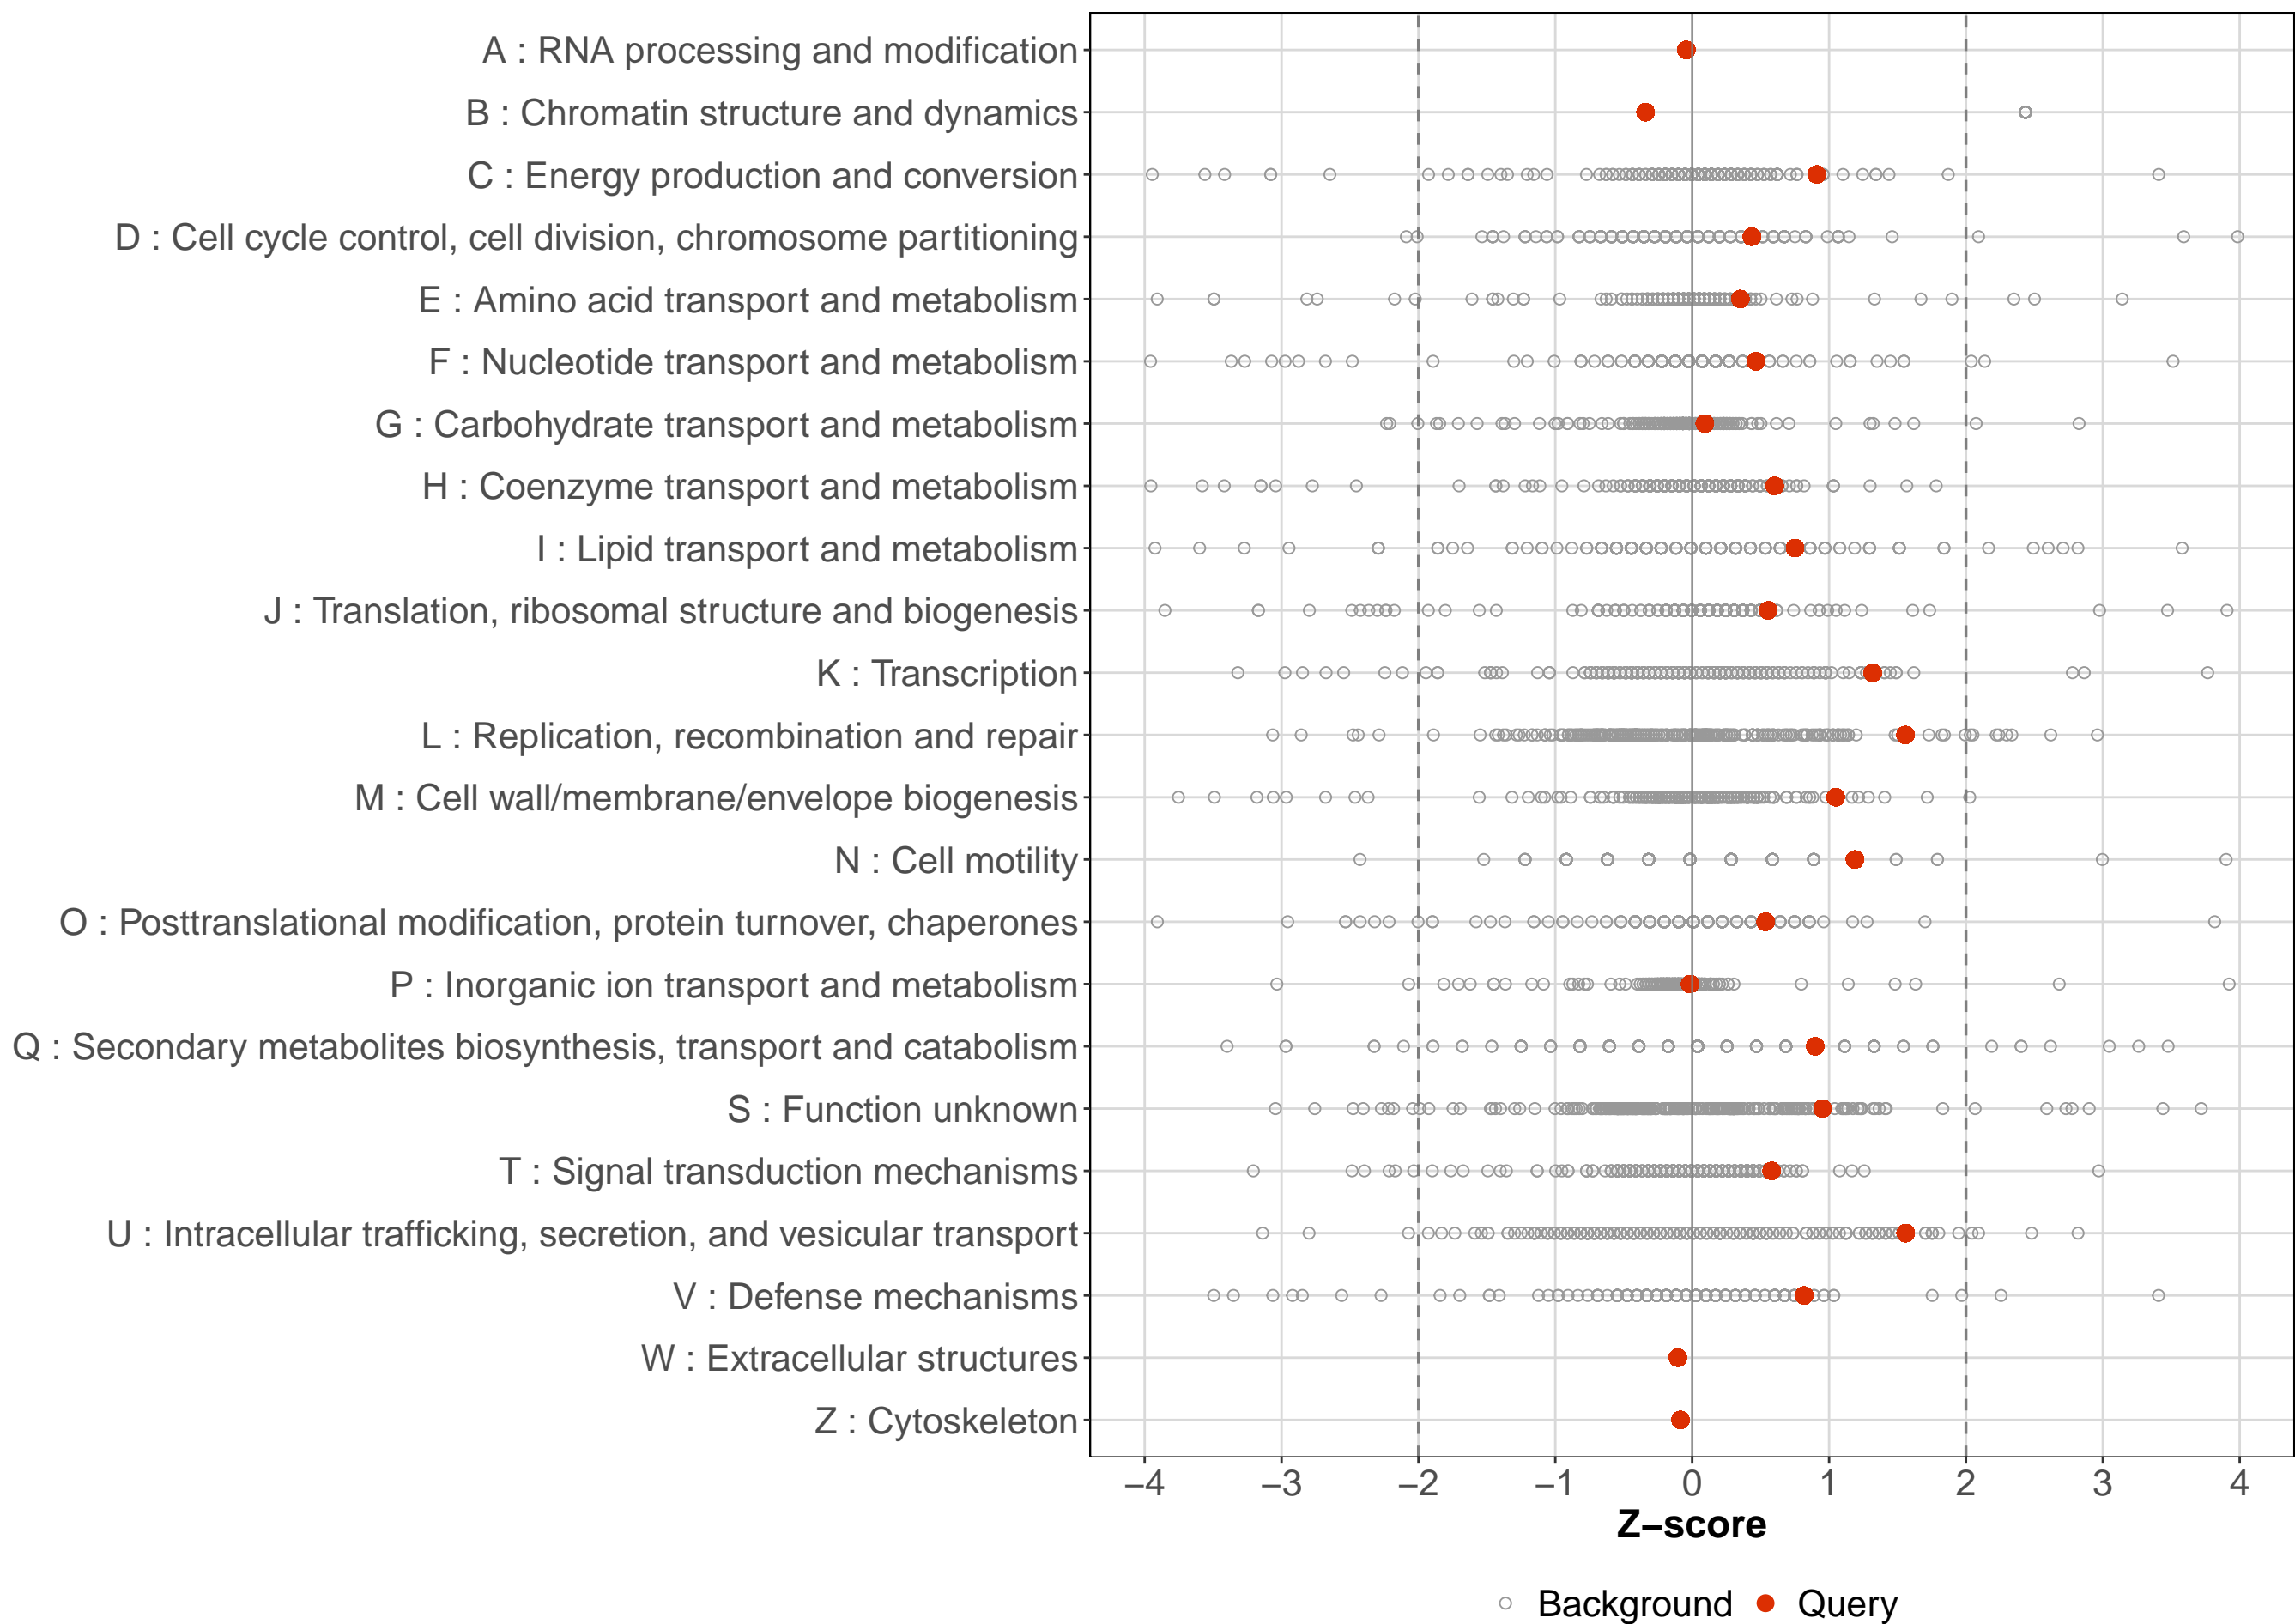 A : RNA processing and modification
B : Chromatin structure and dynamics
C : Energy production and conversion
D : Cell cycle control, cell division, chromosome partitioning
E : Amino acid transport and metabolism
F : Nucleotide transport and metabolism
G : Carbohydrate transport and metabolism
H : Coenzyme transport and metabolism
I : Lipid transport and metabolism
J : Translation, ribosomal structure and biogenesis
K : Transcription
L : Replication, recombination and repair
M : Cell wall/membrane/envelope biogenesis
N : Cell motility
O : Posttranslational modification, protein turnover, chaperones
P : Inorganic ion transport and metabolism
Q : Secondary metabolites biosynthesis, transport and catabolism
S : Function unknown
T : Signal transduction mechanisms
U : Intracellular trafficking, secretion, and vesicular transport
V : Defense mechanisms
W : Extracellular structures
Z : Cytoskeleton
−4 −3 −2 −1 0 1 2 3 4
Z−score
Background Query